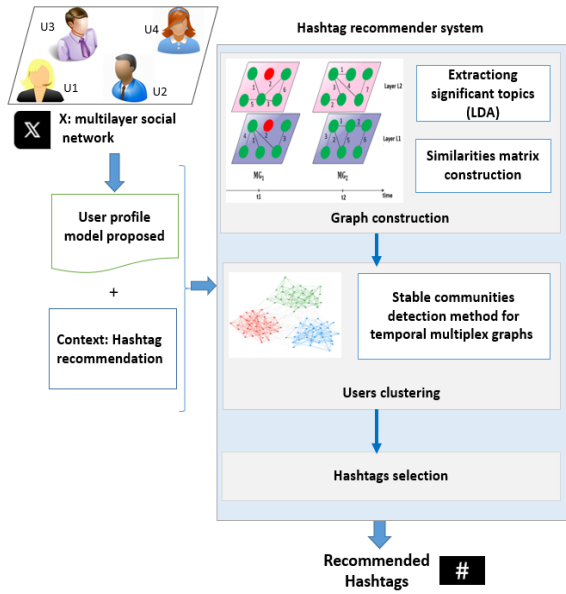 U3
U4
U1
U2
X: multilayer social
network
User profile
model proposed
+
Context: Hashtag
recommendation
Hashtag recommender system
Layer L2
Layer L1
MG1
MG2
t1
t2
time
Extractiong
significant topics
(LDA)
Similarities matrix
construction
Graph construction
Stable communities
detection method for
temporal multiplex graphs
Users clustering
Hashtags selection
Recommended
Hashtags
#